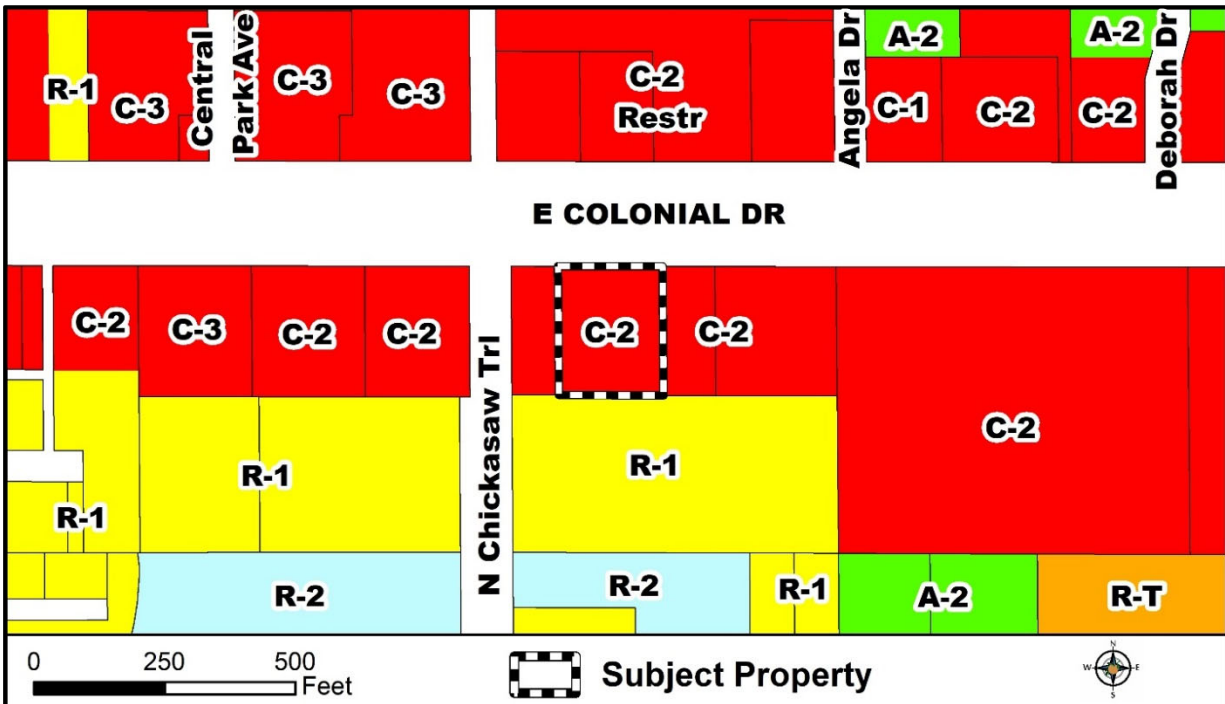 A-2
A-2
R-1
C-3
Central
Park Ave
C-3
C-3
C-2
Restr
Angela Dr
C-1
C-2
C-2
Deborah Dr
E COLONIAL DR
C-2
C-3
C-2
C-2
N Chickasaw Trl
C-2
C-2
C-2
R-1
R-1
R-1
R-2
R-2
R-1
A-2
R-T
0 250 500
Feet
Subject Property
N
W E
S